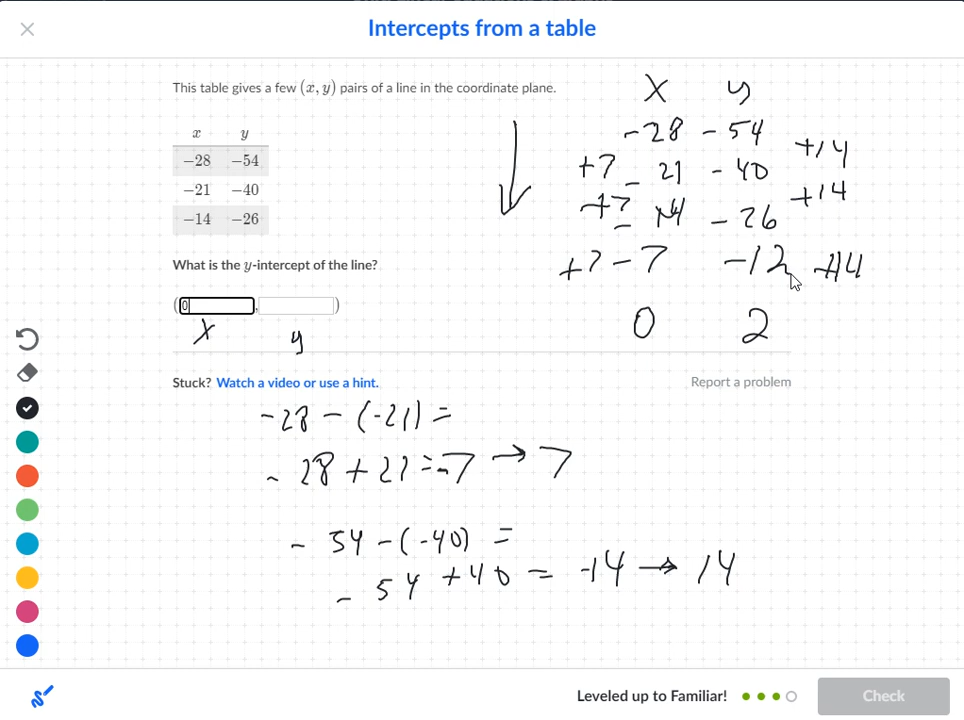 Intercepts from a table
This table gives a few (x, y) pairs of a line in the coordinate plane.
x y
-28 -54
-21 -40
-14 -26
What is the y-intercept of the line?
(0, )
x y
x y
-28 -54
+7 -21 -40 +14
+7 -14 -26 +14
+7 -7 -12 +14
0 2
Stuck? Watch a video or use a hint.
Report a problem
-28 - (-21) =
-28 + 21 = -7 → 7
-54 - (-40) =
-54 + 40 = -14 → 14
Leveled up to Familiar!
Check